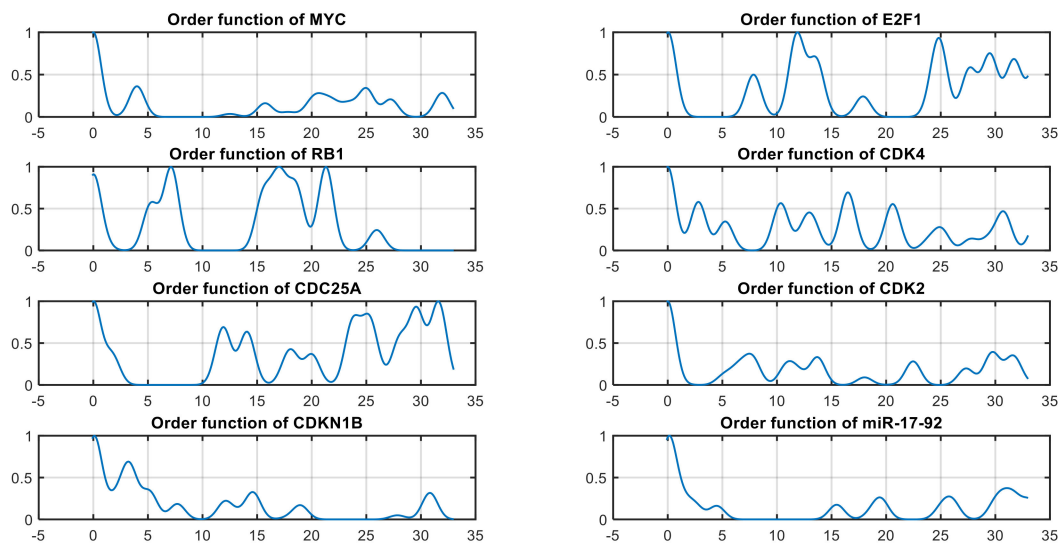 Order function of MYC
1
0.5
0
-5 0 5 10 15 20 25 30 35
Order function of E2F1
1
0.5
0
-5 0 5 10 15 20 25 30 35
Order function of RB1
1
0.5
0
-5 0 5 10 15 20 25 30 35
Order function of CDK4
1
0.5
0
-5 0 5 10 15 20 25 30 35
Order function of CDC25A
1
0.5
0
-5 0 5 10 15 20 25 30 35
Order function of CDK2
1
0.5
0
-5 0 5 10 15 20 25 30 35
Order function of CDKN1B
1
0.5
0
-5 0 5 10 15 20 25 30 35
Order function of miR-17-92
1
0.5
0
-5 0 5 10 15 20 25 30 35